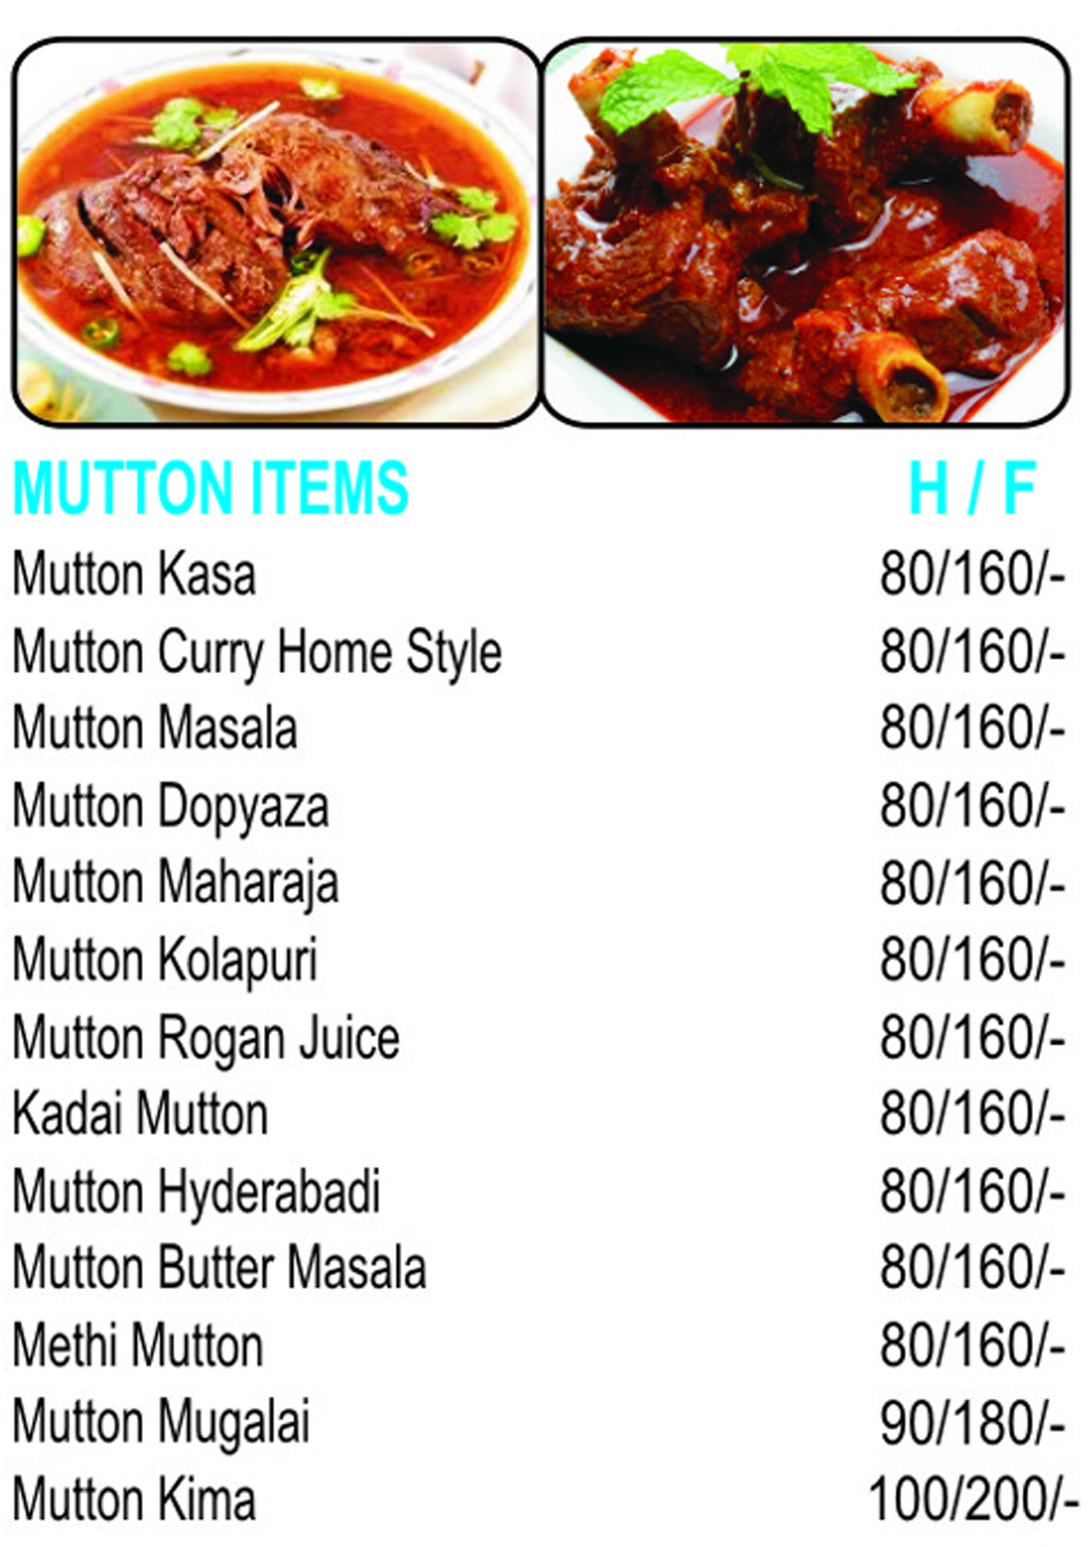 MUTTON ITEMS H / F
Mutton Kasa 80/160/-
Mutton Curry Home Style 80/160/-
Mutton Masala 80/160/-
Mutton Dopyaza 80/160/-
Mutton Maharaja 80/160/-
Mutton Kolapuri 80/160/-
Mutton Rogan Juice 80/160/-
Kadai Mutton 80/160/-
Mutton Hyderabadi 80/160/-
Mutton Butter Masala 80/160/-
Methi Mutton 80/160/-
Mutton Mugalai 90/180/-
Mutton Kima 100/200/-